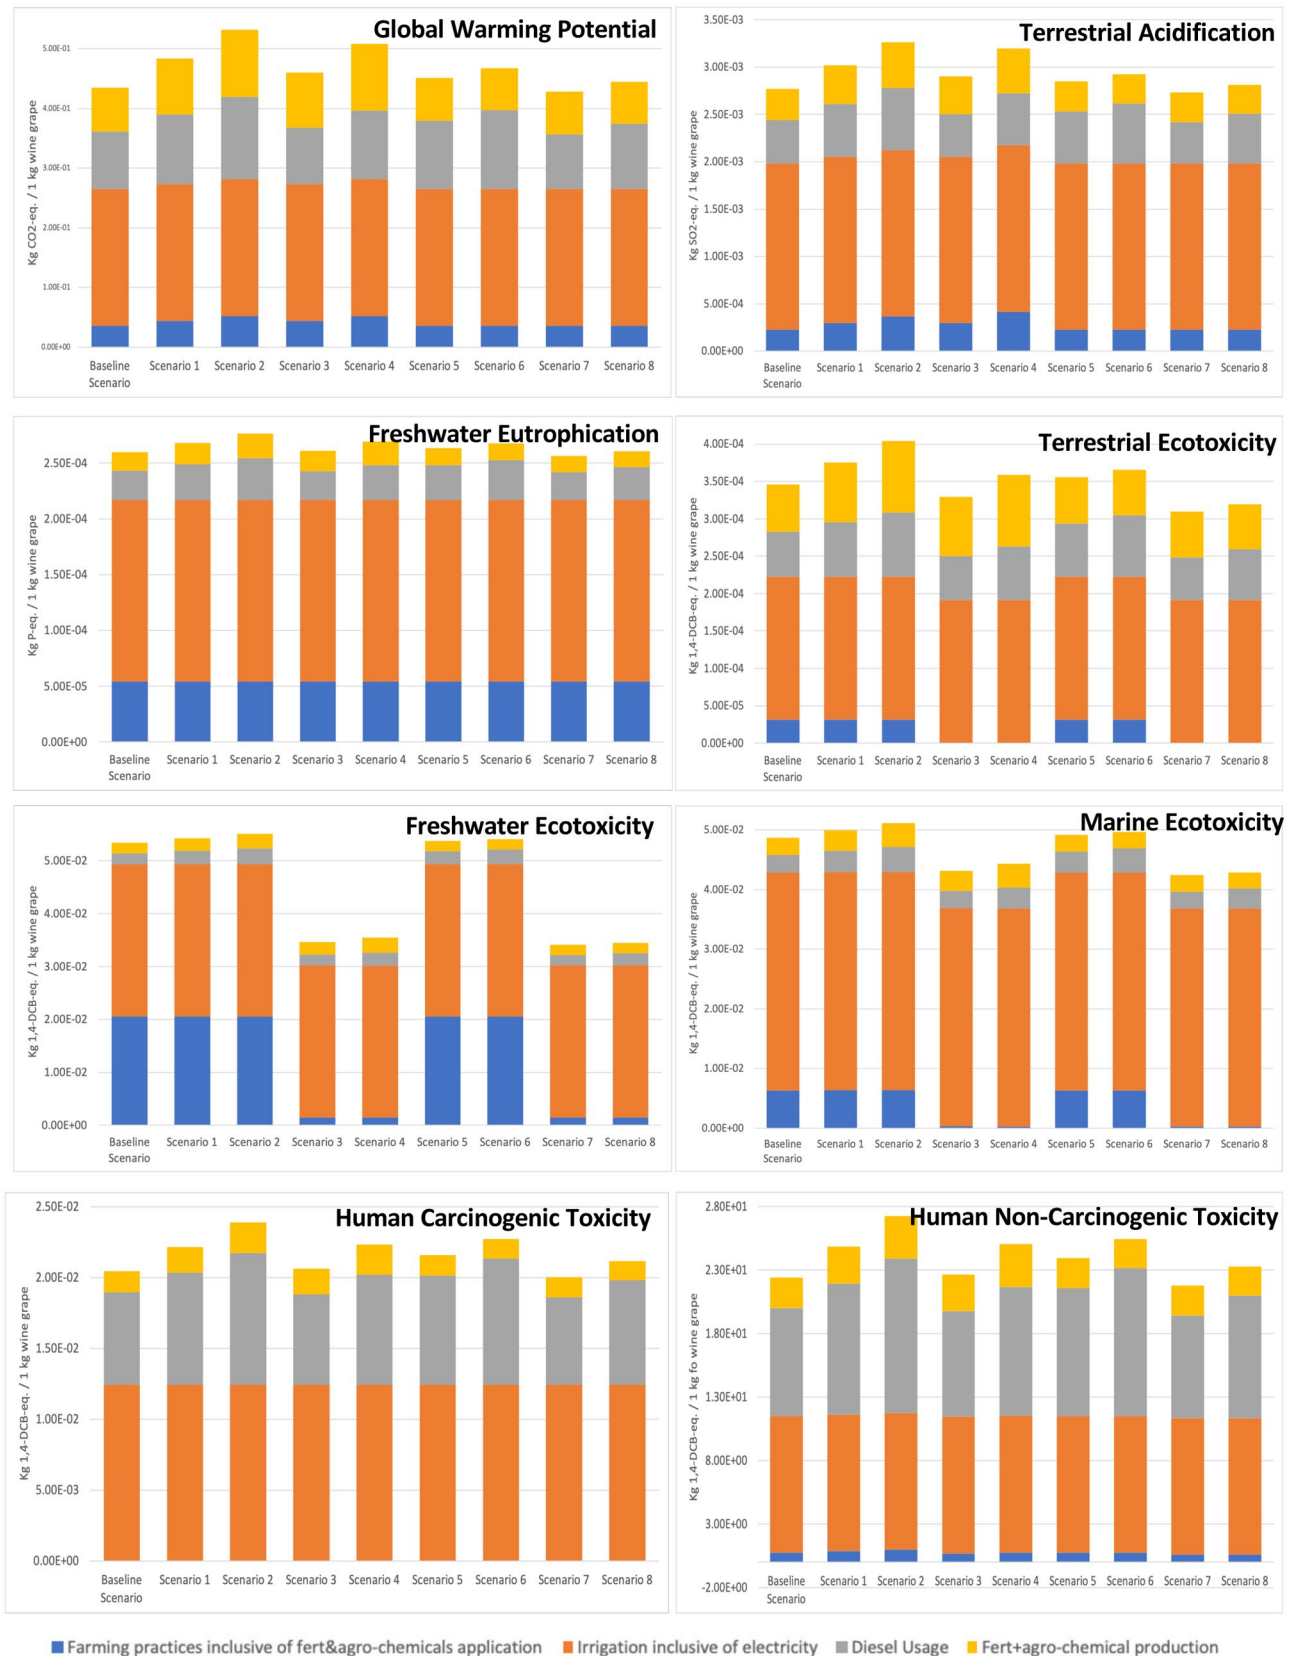 Global Warming Potential
Kg CO2-eq. / 1 kg wine grape
5.00E-01
4.00E-01
3.00E-01
2.00E-01
1.00E-01
0.00E+00
Baseline Scenario 1 Scenario 2 Scenario 3 Scenario 4 Scenario 5 Scenario 6 Scenario 7 Scenario 8
Scenario
Terrestrial Acidification
Kg SO2-eq. / 1 kg wine grape
3.50E-03
3.00E-03
2.50E-03
2.00E-03
1.50E-03
1.00E-03
5.00E-04
0.00E+00
Baseline Scenario 1 Scenario 2 Scenario 3 Scenario 4 Scenario 5 Scenario 6 Scenario 7 Scenario 8
Scenario
Freshwater Eutrophication
Kg P-eq. / 1 kg wine grape
2.50E-04
2.00E-04
1.50E-04
1.00E-04
5.00E-05
0.00E+00
Baseline Scenario 1 Scenario 2 Scenario 3 Scenario 4 Scenario 5 Scenario 6 Scenario 7 Scenario 8
Scenario
Terrestrial Ecotoxicity
Kg 1,4-DCB-eq. / 1 kg wine grape
4.00E-04
3.50E-04
3.00E-04
2.50E-04
2.00E-04
1.50E-04
1.00E-04
5.00E-05
0.00E+00
Baseline Scenario 1 Scenario 2 Scenario 3 Scenario 4 Scenario 5 Scenario 6 Scenario 7 Scenario 8
Scenario
Freshwater Ecotoxicity
Kg 1,4-DCB-eq. / 1 kg wine grape
5.00E-02
4.00E-02
3.00E-02
2.00E-02
1.00E-02
0.00E+00
Baseline Scenario 1 Scenario 2 Scenario 3 Scenario 4 Scenario 5 Scenario 6 Scenario 7 Scenario 8
Scenario
Marine Ecotoxicity
Kg 1,4-DCB-eq. / 1 kg wine grape
5.00E-02
4.00E-02
3.00E-02
2.00E-02
1.00E-02
0.00E+00
Baseline Scenario 1 Scenario 2 Scenario 3 Scenario 4 Scenario 5 Scenario 6 Scenario 7 Scenario 8
Scenario
Human Carcinogenic Toxicity
Kg 1,4-DCB-eq. / 1 kg wine grape
2.50E-02
2.00E-02
1.50E-02
1.00E-02
5.00E-03
0.00E+00
Baseline Scenario 1 Scenario 2 Scenario 3 Scenario 4 Scenario 5 Scenario 6 Scenario 7 Scenario 8
Scenario
Human Non-Carcinogenic Toxicity
Kg 1,4-DCB-eq. / 1 kg fo wine grape
2.80E+01
2.30E+01
1.80E+01
1.30E+01
8.00E+00
3.00E+00
-2.00E+00
Baseline Scenario 1 Scenario 2 Scenario 3 Scenario 4 Scenario 5 Scenario 6 Scenario 7 Scenario 8
Scenario
Farming practices inclusive of fert&agro-chemicals application Irrigation inclusive of electricity Diesel Usage Fert+agro-chemical production